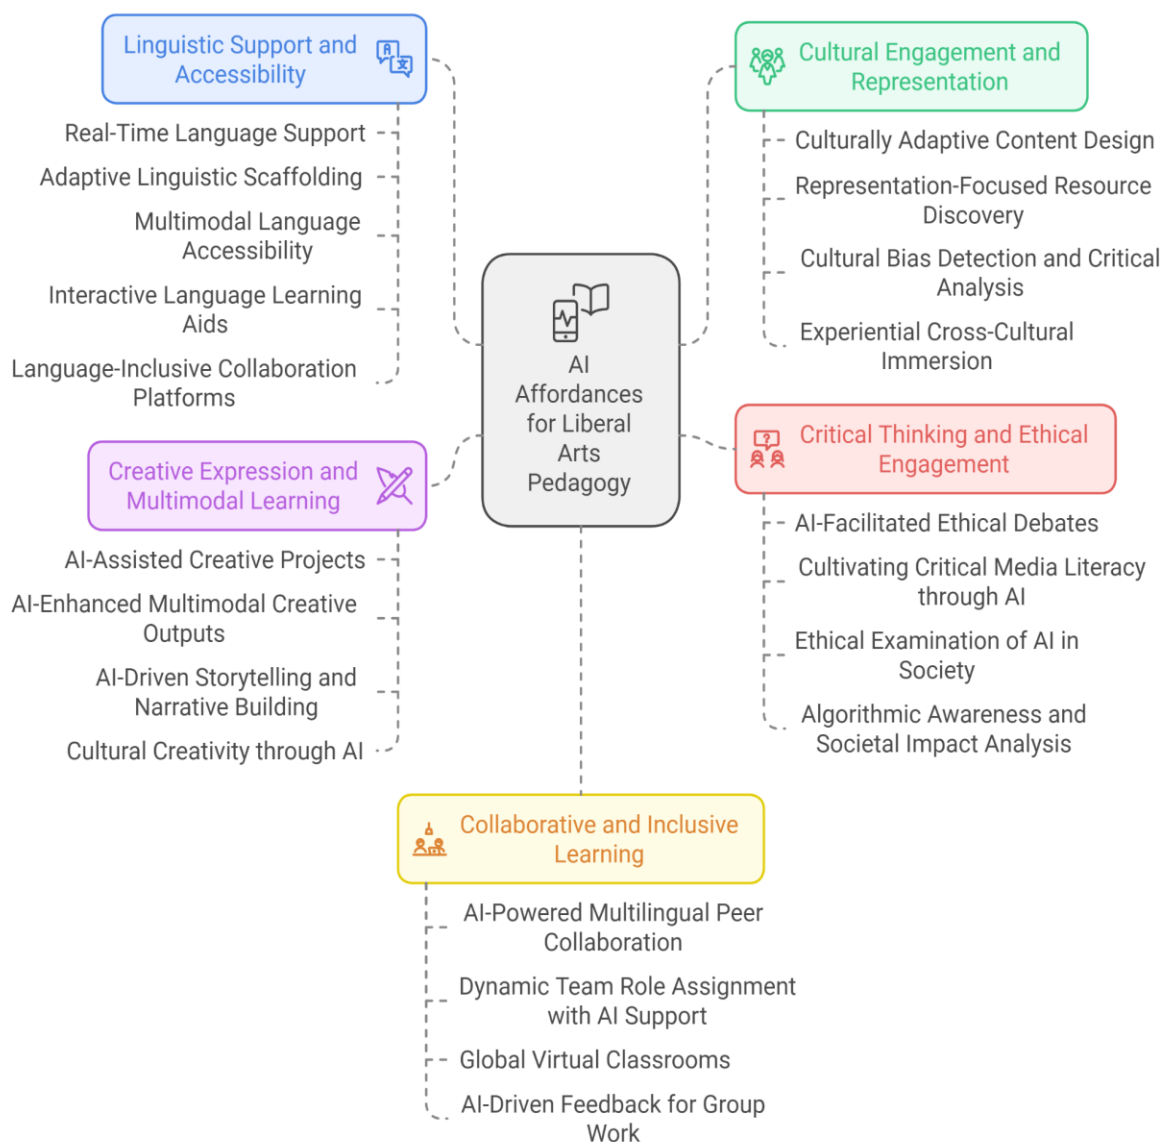 Linguistic Support and
Accessibility
Real-Time Language Support
Adaptive Linguistic Scaffolding
Multimodal Language
Accessibility
Interactive Language Learning
Aids
Language-Inclusive Collaboration
Platforms
Cultural Engagement and
Representation
Culturally Adaptive Content Design
Representation-Focused Resource
Discovery
Cultural Bias Detection and Critical
Analysis
Experiential Cross-Cultural
Immersion
AI
Affordances
for Liberal
Arts
Pedagogy
Creative Expression and
Multimodal Learning
AI-Assisted Creative Projects
AI-Enhanced Multimodal Creative
Outputs
AI-Driven Storytelling and
Narrative Building
Cultural Creativity through AI
Critical Thinking and Ethical
Engagement
AI-Facilitated Ethical Debates
Cultivating Critical Media Literacy
through AI
Ethical Examination of AI in
Society
Algorithmic Awareness and
Societal Impact Analysis
Collaborative and Inclusive
Learning
AI-Powered Multilingual Peer
Collaboration
Dynamic Team Role Assignment
with AI Support
Global Virtual Classrooms
AI-Driven Feedback for Group
Work